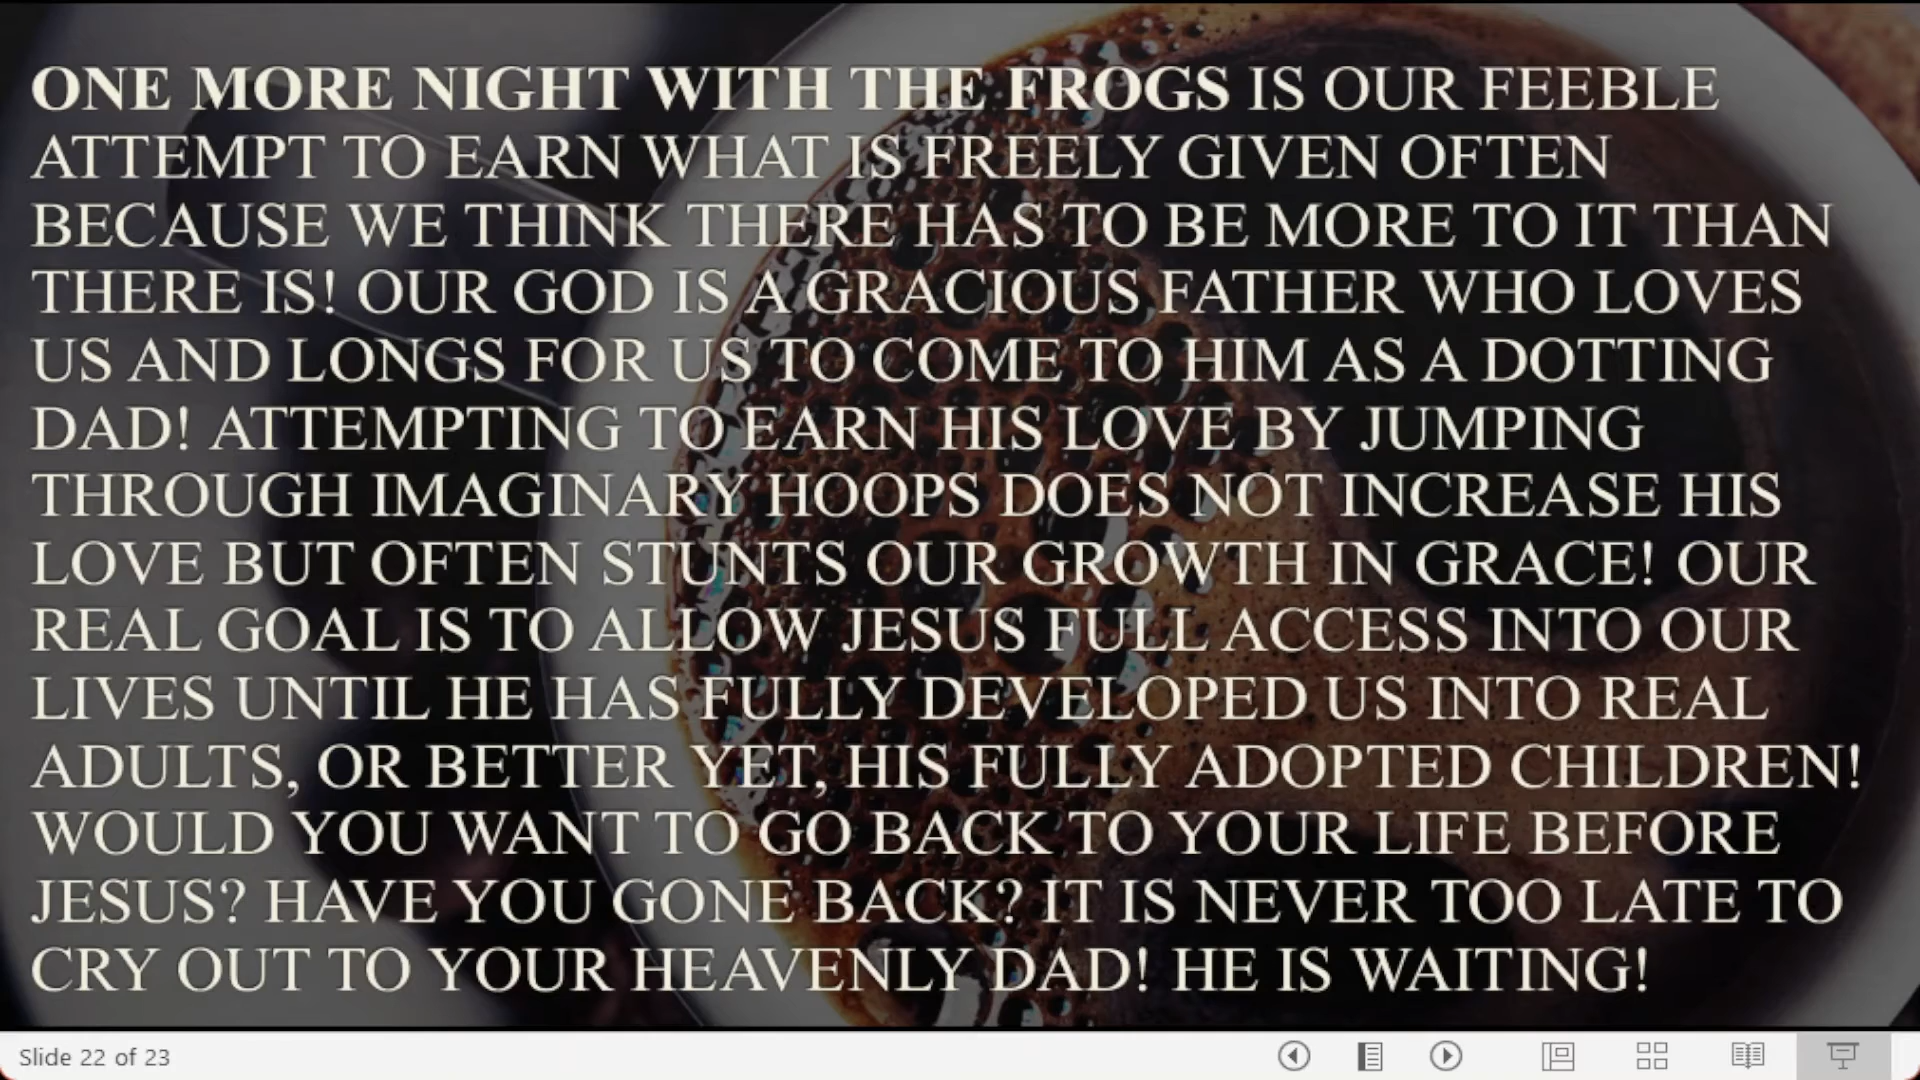 ONE MORE NIGHT WITH THE FROGS IS OUR FEEBLE
ATTEMPT TO EARN WHAT IS FREELY GIVEN OFTEN
BECAUSE WE THINK THERE HAS TO BE MORE TO IT THAN
THERE IS! OUR GOD IS A GRACIOUS FATHER WHO LOVES
US AND LONGS FOR US TO COME TO HIM AS A DOTTING
DAD! ATTEMPTING TO EARN HIS LOVE BY JUMPING
THROUGH IMAGINARY HOOPS DOES NOT INCREASE HIS
LOVE BUT OFTEN STUNTS OUR GROWTH IN GRACE! OUR
REAL GOAL IS TO ALLOW JESUS FULL ACCESS INTO OUR
LIVES UNTIL HE HAS FULLY DEVELOPED US INTO REAL
ADULTS, OR BETTER YET, HIS FULLY ADOPTED CHILDREN!
WOULD YOU WANT TO GO BACK TO YOUR LIFE BEFORE
JESUS? HAVE YOU GONE BACK? IT IS NEVER TOO LATE TO
CRY OUT TO YOUR HEAVENLY DAD! HE IS WAITING!
Slide 22 of 23